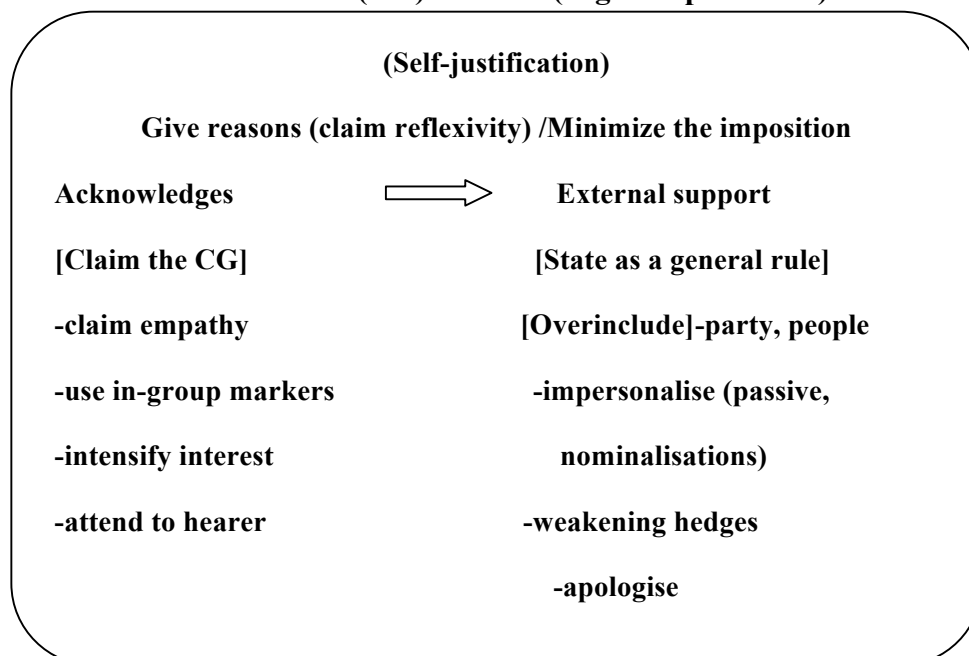 (Self-justification)
Give reasons (claim reflexivity) /Minimize the imposition
Acknowledges External support
[Claim the CG] [State as a general rule]
-claim empathy [Overinclude]-party, people
-use in-group markers -impersonalise (passive,
-intensify interest nominalisations)
-attend to hearer -weakening hedges
-apologise